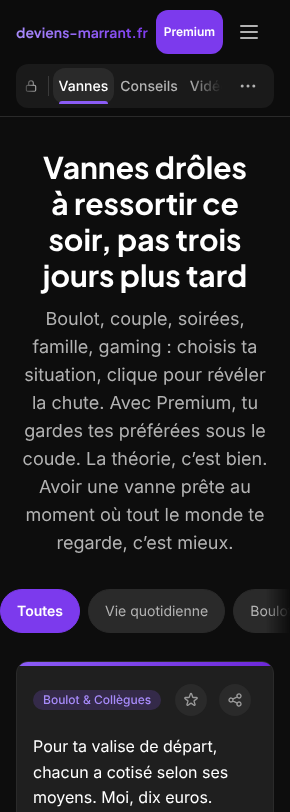 deviens-marrant.fr
Premium
Vannes Conseils Vidé
Vannes drôles
à ressortir ce
soir, pas trois
jours plus tard
Boulot, couple, soirées,
famille, gaming : choisis ta
situation, clique pour révéler
la chute. Avec Premium, tu
gardes tes préférées sous le
coude. La théorie, c’est bien.
Avoir une vanne prête au
moment où tout le monde te
regarde, c’est mieux.
Toutes Vie quotidienne Boulo
Boulot & Collègues
Pour ta valise de départ,
chacun a cotisé selon ses
moyens. Moi, dix euros.